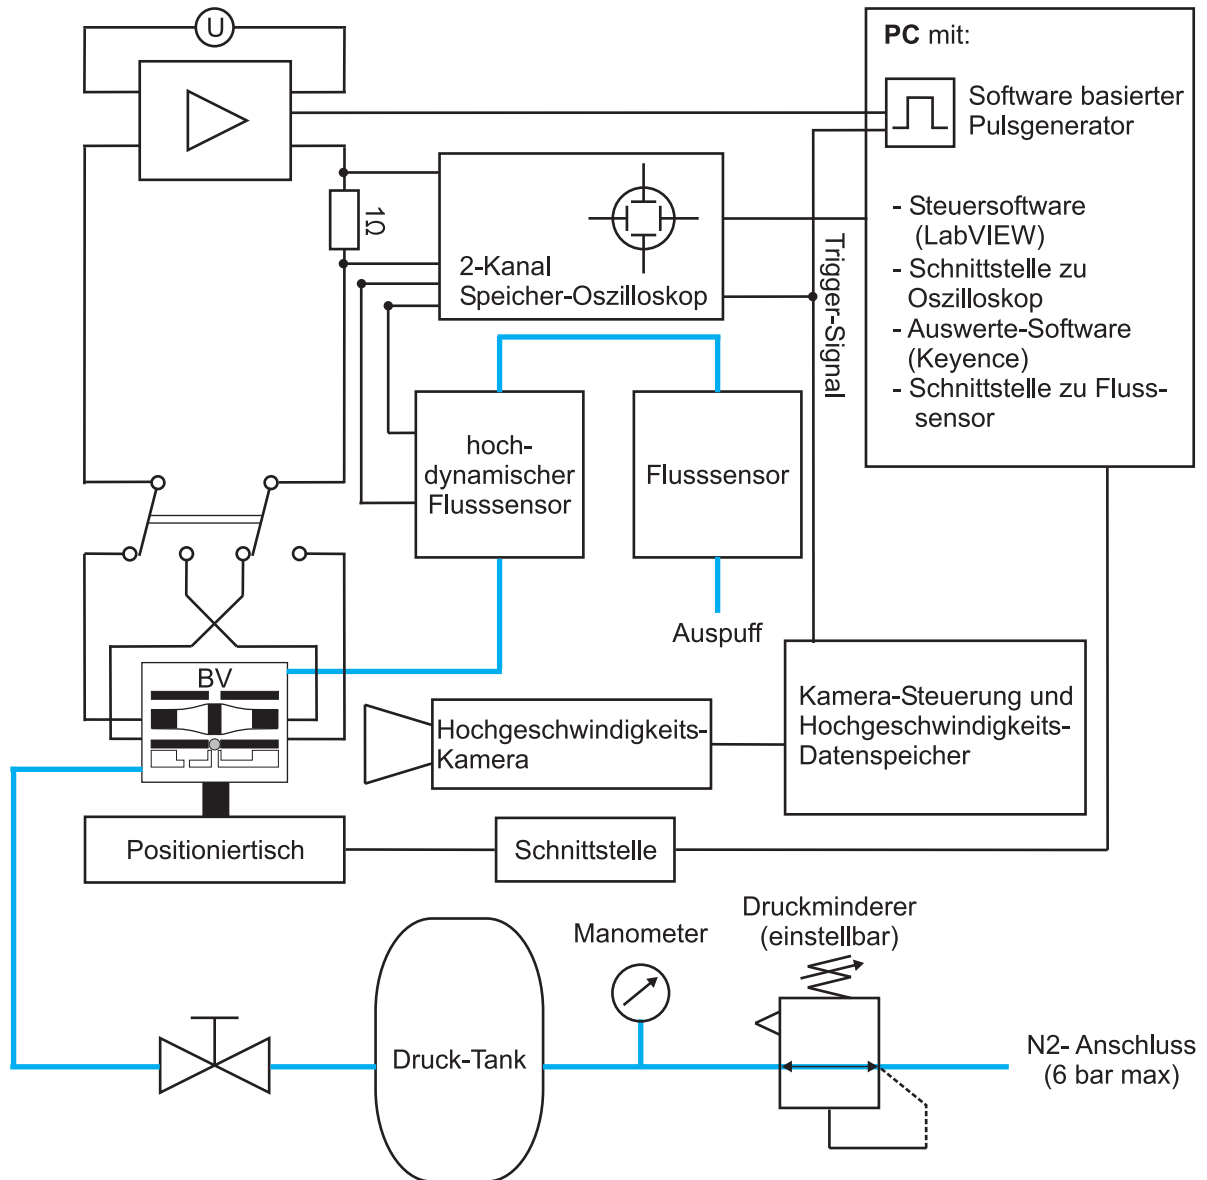 U
PC mit:
Software basierter
Pulsgenerator
1Ω
- Steuersoftware
(LabVIEW)
- Schnittstelle zu
Oszilloskop
- Auswerte-Software
(Keyence)
- Schnittstelle zu Fluss-
sensor
2-Kanal
Speicher-Oszilloskop
Trigger-Signal
hoch-
dynamischer
Flusssensor
Flusssensor
Auspuff
BV
Hochgeschwindigkeits-
Kamera
Kamera-Steuerung und
Hochgeschwindigkeits-
Datenspeicher
Positioniertisch
Schnittstelle
Manometer
Druckminderer
(einstellbar)
Druck-Tank
N2- Anschluss
(6 bar max)